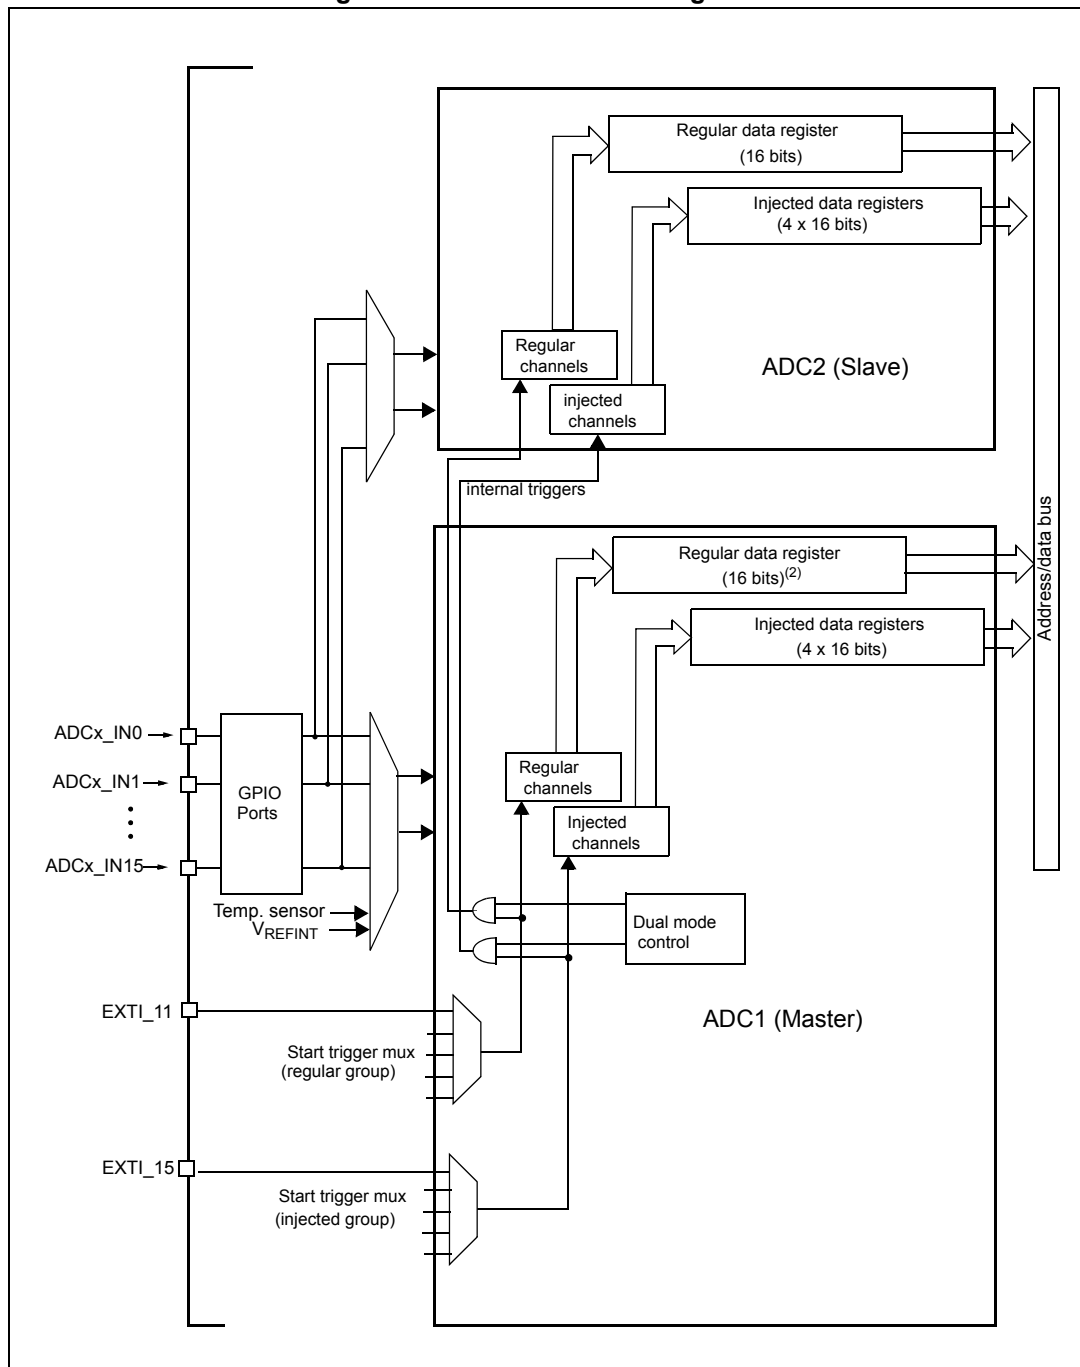 Regular data register
(16 bits)
Injected data registers
(4 x 16 bits)
Regular
channels
ADC2 (Slave)
injected
channels
internal triggers
Regular data register
(16 bits)(2)
Injected data registers
(4 x 16 bits)
Address/data bus
ADCx_IN0
ADCx_IN1
ADCx_IN15
GPIO
Ports
Regular
channels
Injected
channels
Temp. sensor
VREFINT
Dual mode
control
EXTI_11
ADC1 (Master)
Start trigger mux
(regular group)
EXTI_15
Start trigger mux
(injected group)